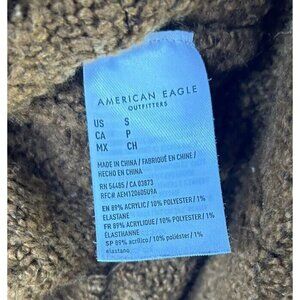 AMERICAN EAGLE
OUTFITTERS
US S
CA P
MX CH
MADE IN CHINA / FABRIQUÉ EN CHINE /
HECHO EN CHINA
RN 54485 / CA 03873
RFC# AEM120605U9A
EN 89% ACRYLIC / 10% POLYESTER / 1%
ELASTANE
FR 89% ACRYLIQUE / 10% POLYESTER / 1%
ÉLASTHANNE
SP 89% acrílico / 10% poliéster / 1%
elastano